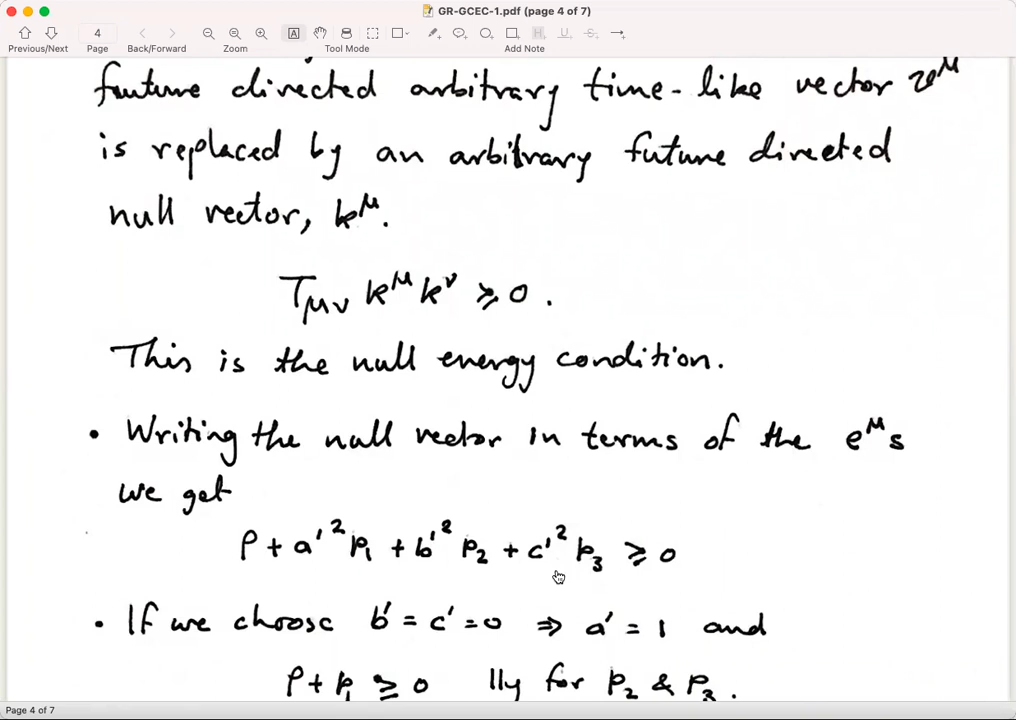 GR-GCEC-1.pdf (page 4 of 7)
4
Previous/Next Page Back/Forward Zoom Tool Mode Add Note
future directed arbitrary time-like vector v^μ
is replaced by an arbitrary future directed
null vector, k^μ.
T_μν k^μ k^ν ⩾ 0 .
This is the null energy condition.
• Writing the null vector in terms of the e^μs
we get
ρ + a'^2 p_1 + b'^2 p_2 + c'^2 p_3 ⩾ 0
• If we choose b' = c' = 0 ⇒ a' = 1 and
ρ + p_1 ⩾ 0 lly for p_2 & p_3.
Page 4 of 7